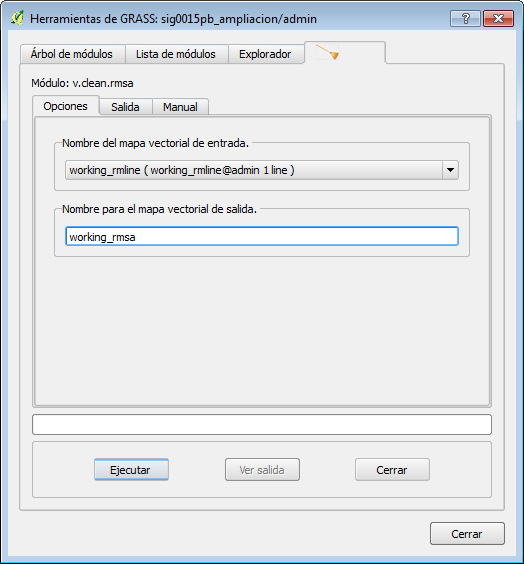 Herramientas de GRASS: sig0015pb_ampliacion/admin
Árbol de módulos
Lista de módulos
Explorador
Módulo: v.clean.rmsa
Opciones
Salida
Manual
Nombre del mapa vectorial de entrada.
working_rmline ( working_rmline@admin 1 line )
Nombre para el mapa vectorial de salida.
working_rmsa
Ejecutar
Ver salida
Cerrar
Cerrar